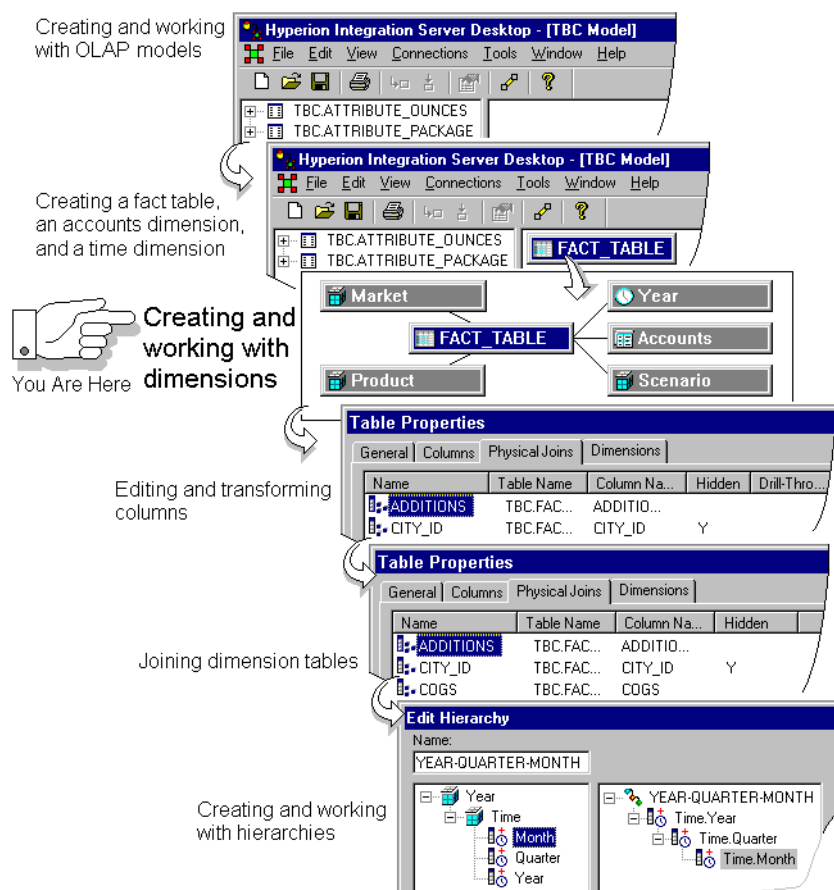 Creating and working
with OLAP models
Hyperion Integration Server Desktop - [TBC Model]
File Edit View Connections Tools Window Help
TBC.ATTRIBUTE_OUNCES
TBC.ATTRIBUTE_PACKAGE
Creating a fact table,
an accounts dimension,
and a time dimension
Hyperion Integration Server Desktop - [TBC Model]
File Edit View Connections Tools Window Help
TBC.ATTRIBUTE_OUNCES
TBC.ATTRIBUTE_PACKAGE
FACT_TABLE
You Are Here
Creating and
working with
dimensions
Market
Year
FACT_TABLE
Accounts
Product
Scenario
Editing and transforming
columns
Table Properties
General Columns Physical Joins Dimensions
Name Table Name Column Na... Hidden Drill-Thro...
ADDITIONS TBC.FAC... ADDITIO...
CITY_ID TBC.FAC... CITY_ID Y
Joining dimension tables
Table Properties
General Columns Physical Joins Dimensions
Name Table Name Column Na... Hidden
ADDITIONS TBC.FAC... ADDITIO...
CITY_ID TBC.FAC... CITY_ID Y
COGS TBC.FAC... COGS
Creating and working
with hierarchies
Edit Hierarchy
Name:
YEAR-QUARTER-MONTH
Year
Time
Month
Quarter
Year
YEAR-QUARTER-MONTH
Time.Year
Time.Quarter
Time.Month